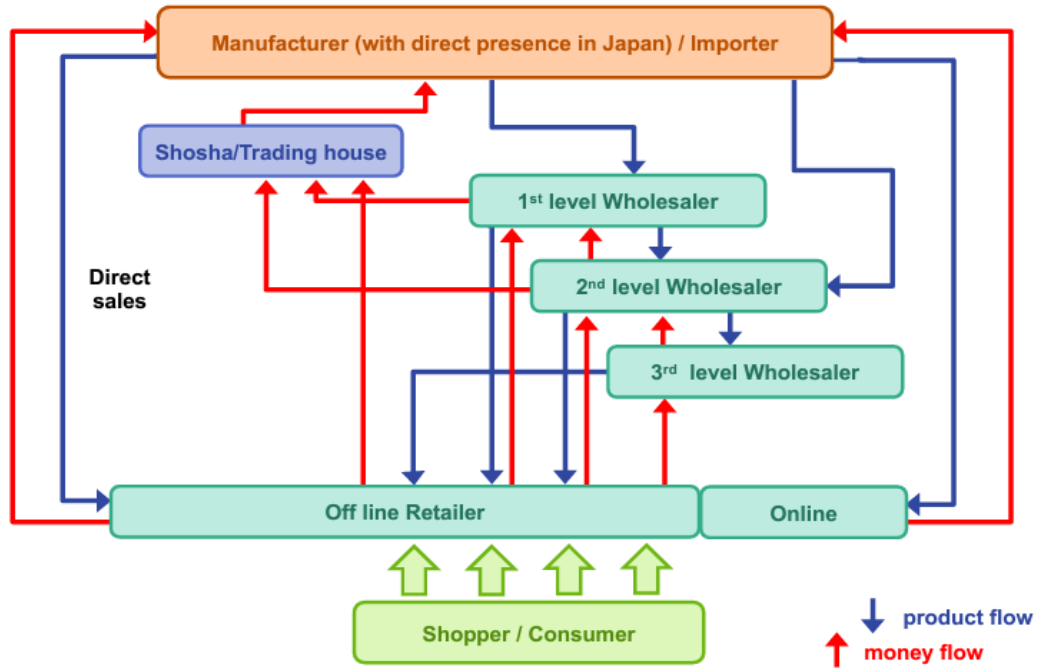 Manufacturer (with direct presence in Japan) / Importer
Shosha/Trading house
1st level Wholesaler
2nd level Wholesaler
Direct
sales
3rd level Wholesaler
Off line Retailer
Online
Shopper / Consumer
product flow
money flow